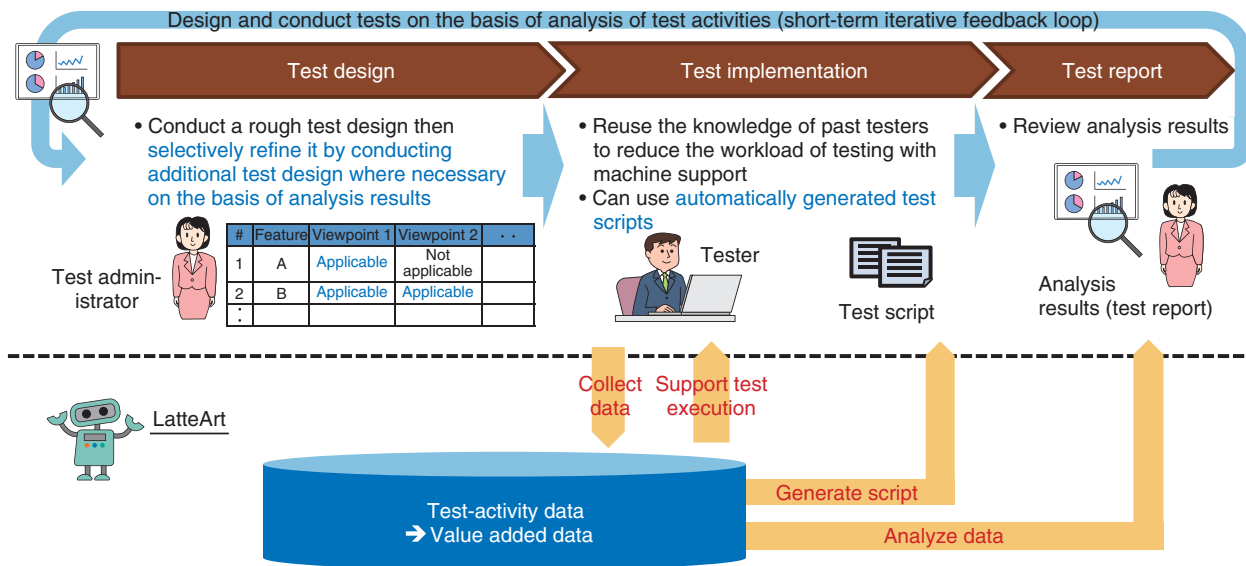 Design and conduct tests on the basis of analysis of test activities (short-term iterative feedback loop)
Test design
Test implementation
Test report
• Conduct a rough test design then
selectively refine it by conducting
additional test design where necessary
on the basis of analysis results
• Reuse the knowledge of past testers
to reduce the workload of testing with
machine support
• Can use automatically generated test
scripts
• Review analysis results
Test admin-
istrator
# Feature Viewpoint 1 Viewpoint 2 · ·
1 A Applicable Not
applicable
2 B Applicable Applicable
:
Tester
Test script
Analysis
results (test report)
Collect
data
Support test
execution
LatteArt
Test-activity data
➔ Value added data
Generate script
Analyze data